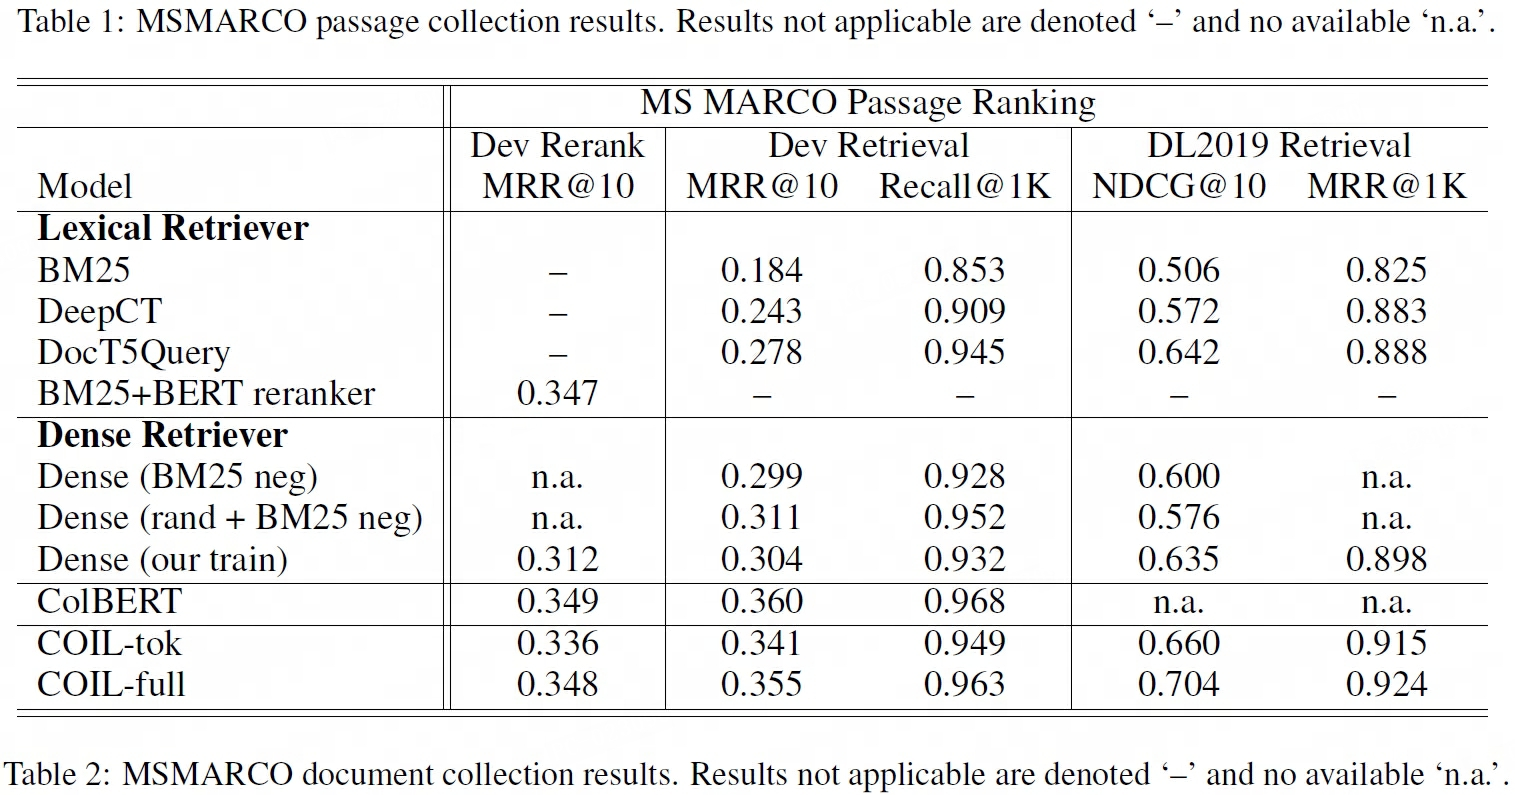 Table 1: MSMARCO passage collection results. Results not applicable are denoted ‘–’ and no available ‘n.a.’.
MS MARCO Passage Ranking
Dev Rerank Dev Retrieval DL2019 Retrieval
Model MRR@10 MRR@10 Recall@1K NDCG@10 MRR@1K
Lexical Retriever
BM25 – 0.184 0.853 0.506 0.825
DeepCT – 0.243 0.909 0.572 0.883
DocT5Query – 0.278 0.945 0.642 0.888
BM25+BERT reranker 0.347 – – – –
Dense Retriever
Dense (BM25 neg) n.a. 0.299 0.928 0.600 n.a.
Dense (rand + BM25 neg) n.a. 0.311 0.952 0.576 n.a.
Dense (our train) 0.312 0.304 0.932 0.635 0.898
ColBERT 0.349 0.360 0.968 n.a. n.a.
COIL-tok 0.336 0.341 0.949 0.660 0.915
COIL-full 0.348 0.355 0.963 0.704 0.924
Table 2: MSMARCO document collection results. Results not applicable are denoted ‘–’ and no available ‘n.a.’.